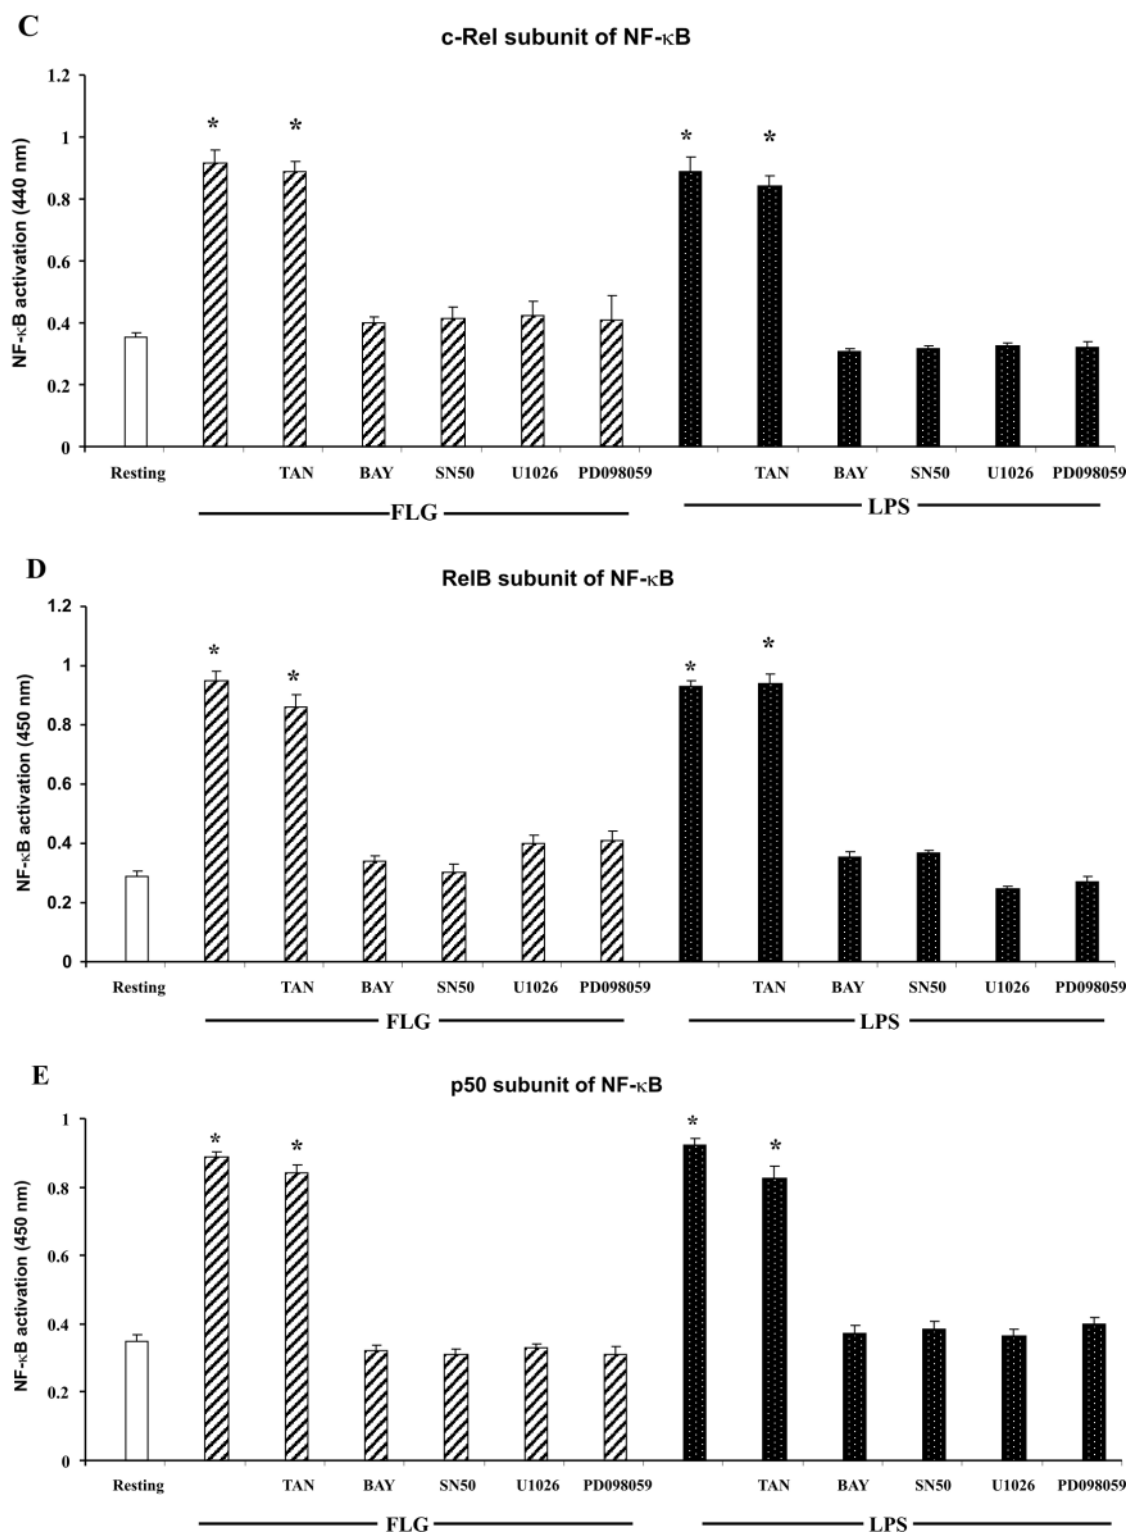 C
c-Rel subunit of NF-κB
NF-κB activation (440 nm)
1.2
1
0.8
0.6
0.4
0.2
0
* * * *
Resting TAN BAY SN50 U1026 PD098059 TAN BAY SN50 U1026 PD098059
FLG LPS
D
RelB subunit of NF-κB
NF-κB activation (450 nm)
1.2
1
0.8
0.6
0.4
0.2
0
* * * *
Resting TAN BAY SN50 U1026 PD098059 TAN BAY SN50 U1026 PD098059
FLG LPS
E
p50 subunit of NF-κB
NF-κB activation (450 nm)
1
0.8
0.6
0.4
0.2
0
* * * *
Resting TAN BAY SN50 U1026 PD098059 TAN BAY SN50 U1026 PD098059
FLG LPS